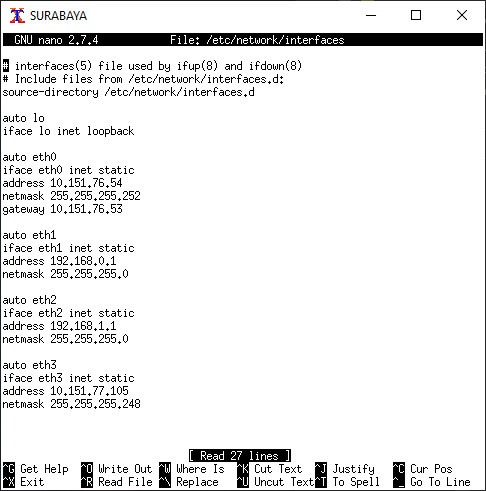 SURABAYA
GNU nano 2.7.4 File: /etc/network/interfaces
# interfaces(5) file used by ifup(8) and ifdown(8)
# Include files from /etc/network/interfaces.d:
source-directory /etc/network/interfaces.d
auto lo
iface lo inet loopback
auto eth0
iface eth0 inet static
address 10.151.76.54
netmask 255.255.255.252
gateway 10.151.76.53
auto eth1
iface eth1 inet static
address 192.168.0.1
netmask 255.255.255.0
auto eth2
iface eth2 inet static
address 192.168.1.1
netmask 255.255.255.0
auto eth3
iface eth3 inet static
address 10.151.77.105
netmask 255.255.255.248
[ Read 27 lines ]
^G Get Help ^O Write Out ^W Where Is ^K Cut Text ^J Justify ^C Cur Pos
^X Exit ^R Read File ^\ Replace ^U Uncut Text ^T To Spell ^_ Go To Line